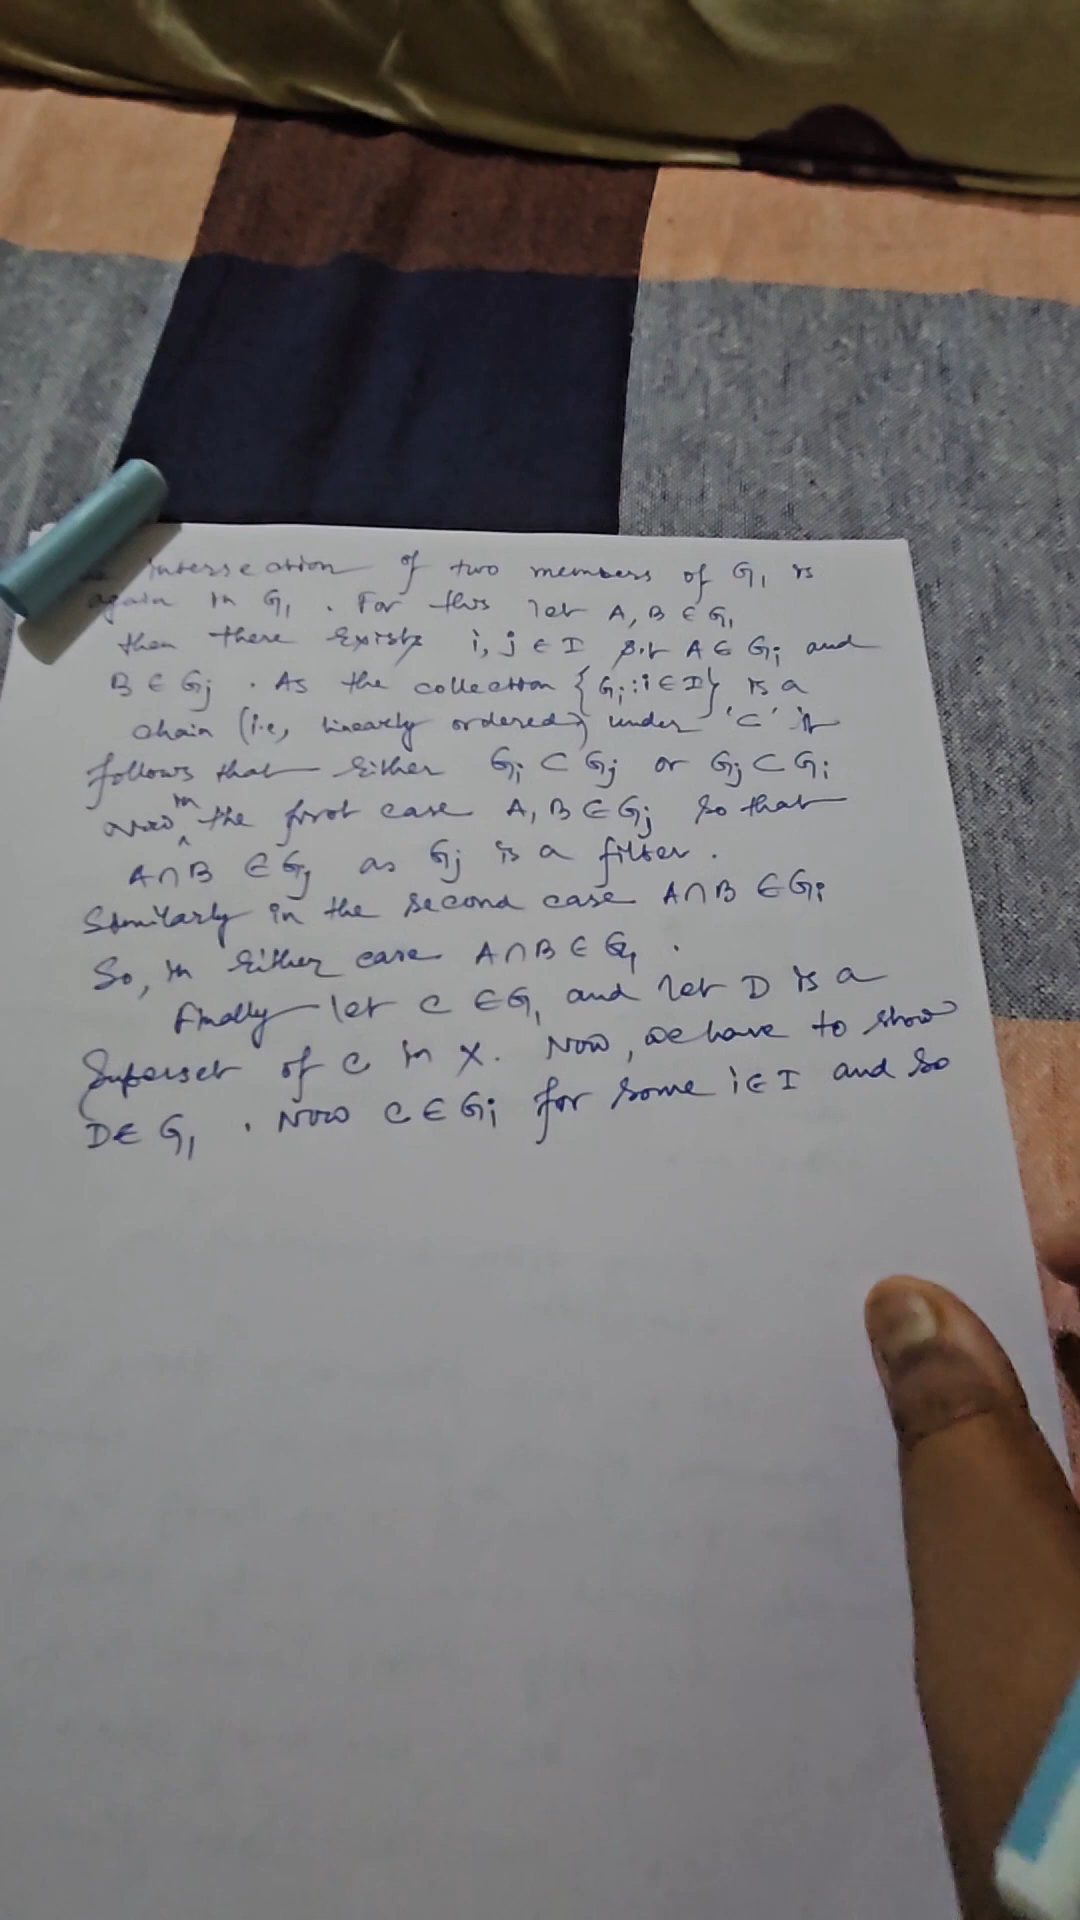 intersection of two members of G₁ is
again in G₁ . For this let A, B ∈ G₁
then there exists i, j ∈ I s.t A ∈ Gi and
B ∈ Gj . As the collection {Gi : i ∈ I} is a
chain (i.e, linearly ordered) under '⊂' it
follows that either Gi ⊂ Gj or Gj ⊂ Gi
Now in the first case A, B ∈ Gj so that
A∩B ∈ Gj as Gj is a filter .
Similarly in the second case A∩B ∈ Gi
So, in either case A∩B ∈ G₁ .
Finally let C ∈ G₁ and let D is a
Superset of C in X. Now, we have to show
D ∈ G₁ . Now C ∈ Gi for some i ∈ I and so